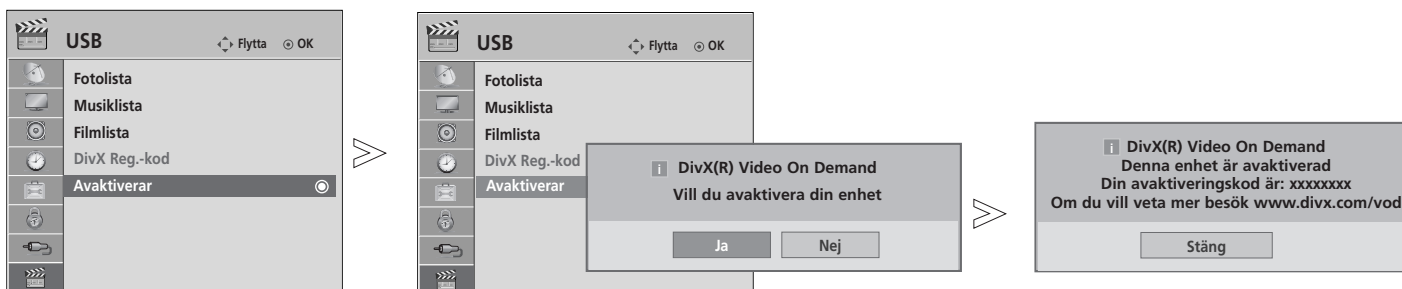 USB Flytta OK
Fotolista
Musiklista
Filmlista
DivX Reg.-kod
Avaktiverar
USB Flytta OK
Fotolista
Musiklista
Filmlista
DivX Reg.-kod
Avaktiverar
i DivX(R) Video On Demand
Vill du avaktivera din enhet
Ja Nej
i DivX(R) Video On Demand
Denna enhet är avaktiverad
Din avaktiveringskod är: xxxxxxxx
Om du vill veta mer besök www.divx.com/vod
Stäng